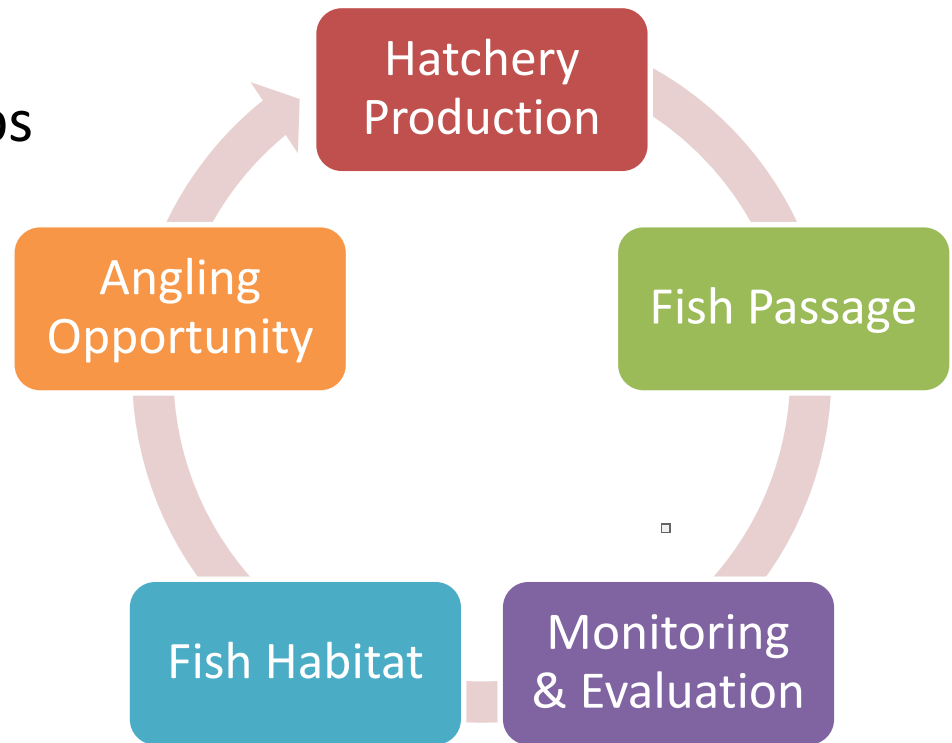 Hatchery
Production
Fish Passage
Monitoring
& Evaluation
Fish Habitat
Angling
Opportunity